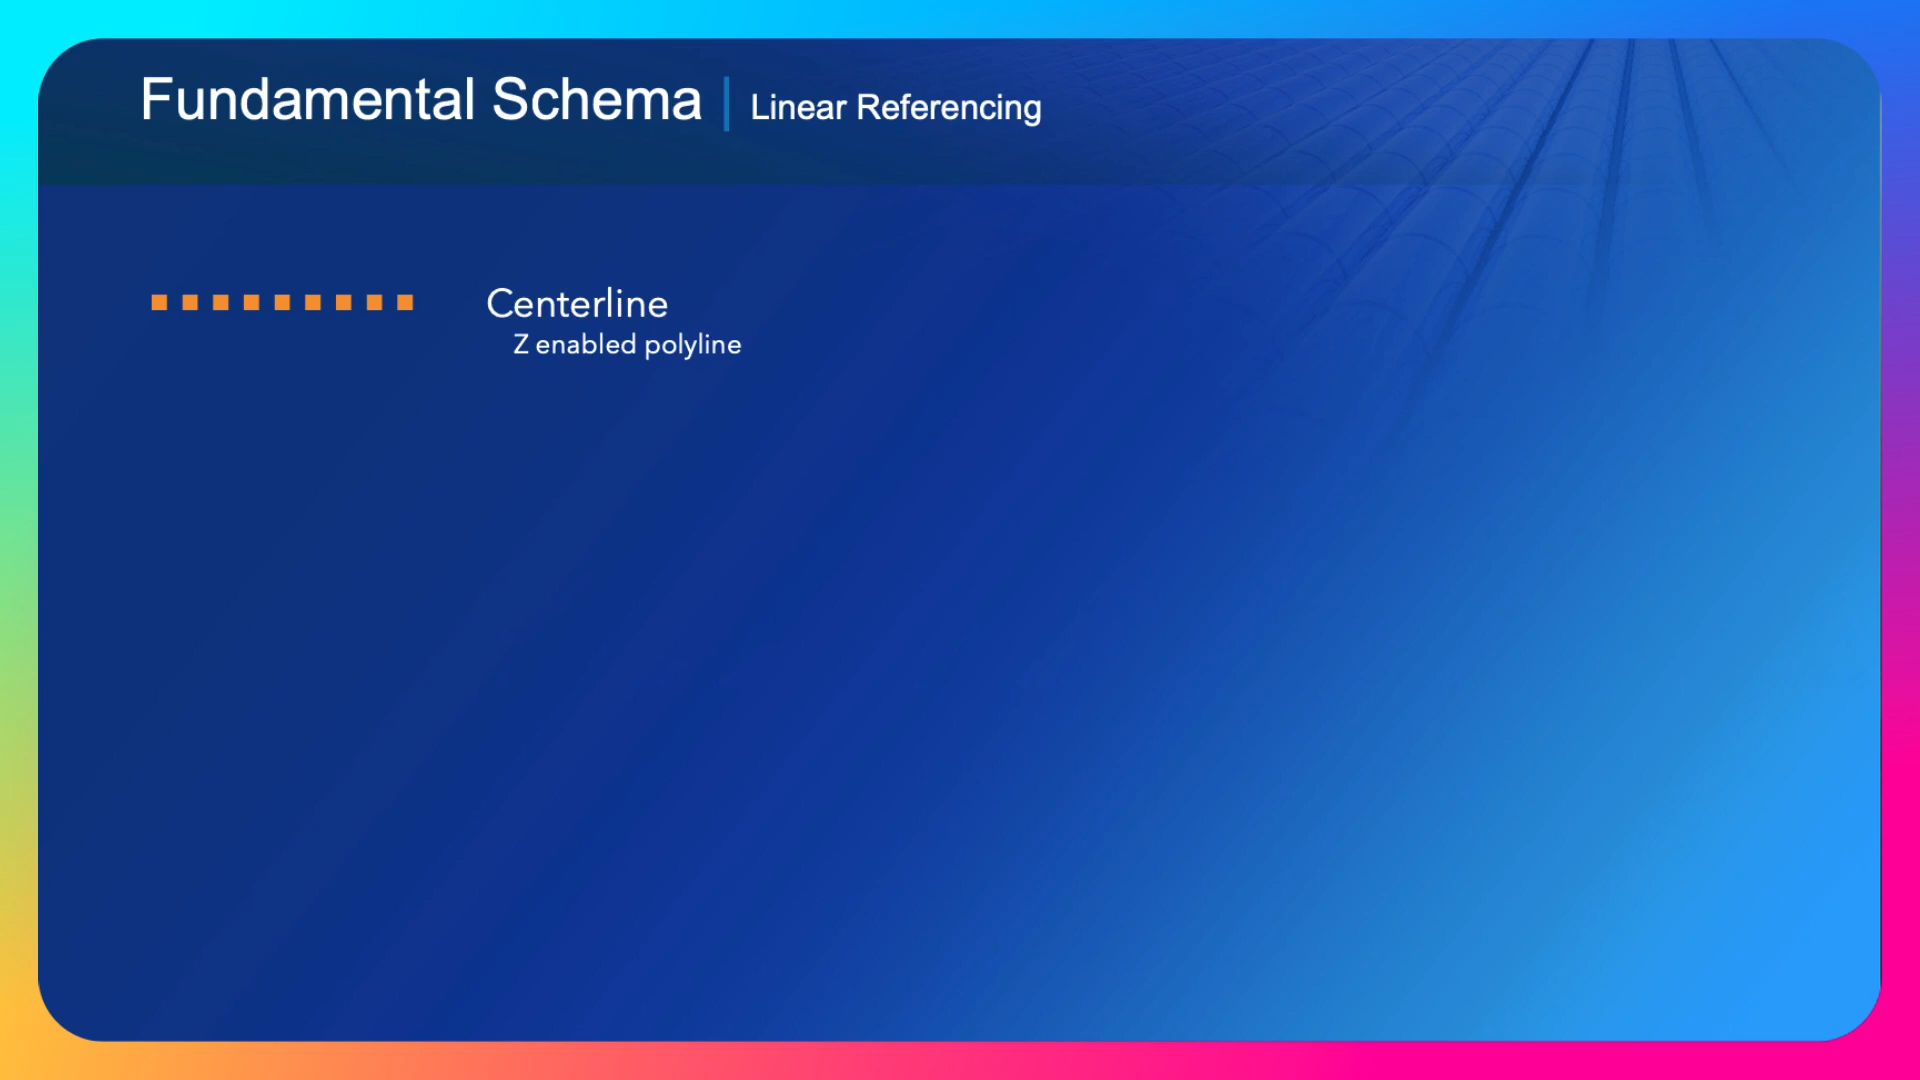 Fundamental Schema | Linear Referencing
Centerline
Z enabled polyline